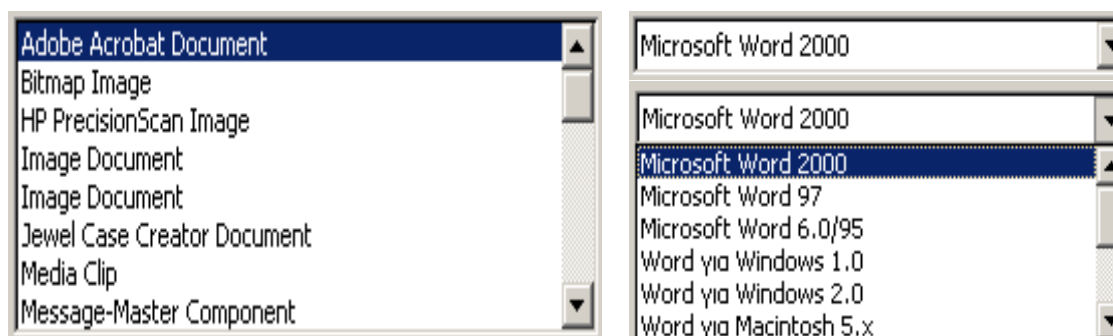 Adobe Acrobat Document
Bitmap Image
HP PrecisionScan Image
Image Document
Image Document
Jewel Case Creator Document
Media Clip
Message-Master Component
Microsoft Word 2000
Microsoft Word 2000
Microsoft Word 2000
Microsoft Word 97
Microsoft Word 6.0/95
Word για Windows 1.0
Word για Windows 2.0
Word για Macintosh 5.x